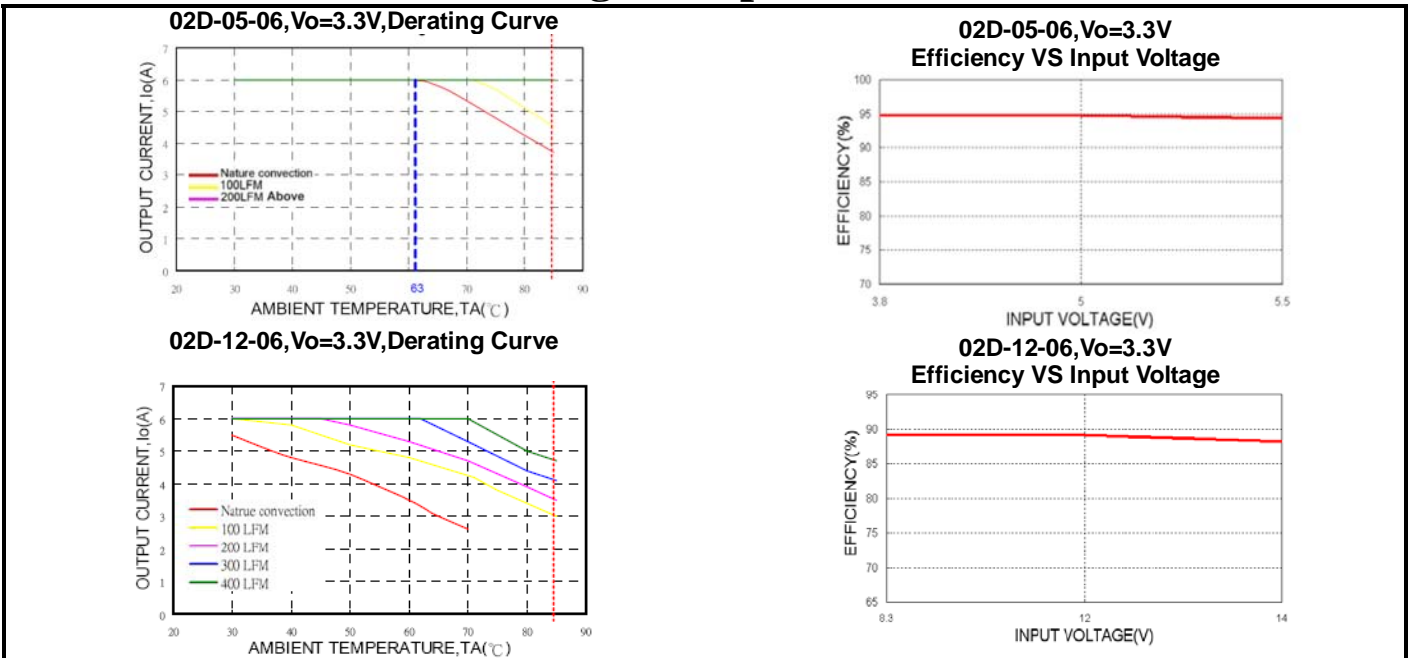 02D-05-06,Vo=3.3V,Derating Curve
OUTPUT CURRENT,Io(A)
7
6
5
4
3
2
1
0
Nature convection
100LFM
200LFM Above
20 30 40 50 63 70 80 90
AMBIENT TEMPERATURE,TA(℃)
02D-05-06,Vo=3.3V
Efficiency VS Input Voltage
EFFICIENCY(%)
100
95
90
85
80
75
70
3.8 5 5.5
INPUT VOLTAGE(V)
02D-12-06,Vo=3.3V,Derating Curve
OUTPUT CURRENT,Io(A)
7
6
5
4
3
2
1
0
Natrue convection
100 LFM
200 LFM
300 LFM
400 LFM
20 30 40 50 60 70 80 90
AMBIENT TEMPERATURE,TA(℃)
02D-12-06,Vo=3.3V
Efficiency VS Input Voltage
EFFICIENCY(%)
95
90
85
80
75
70
65
8.3 12 14
INPUT VOLTAGE(V)